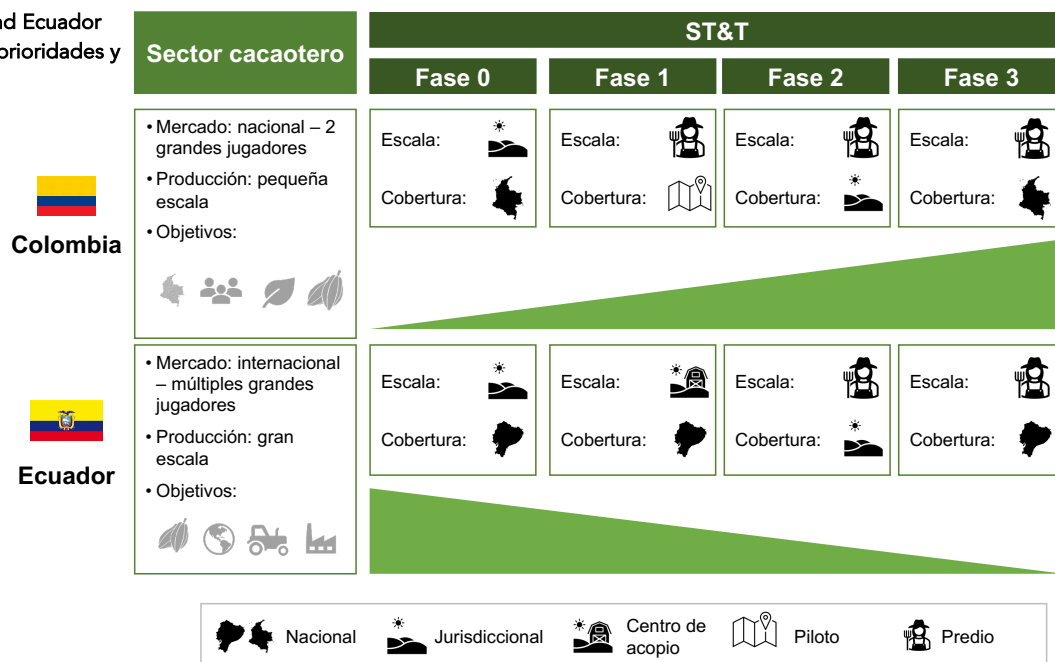 ad Ecuador
prioridades y
Sector cacaotero
ST&T
Fase 0
Fase 1
Fase 2
Fase 3
Colombia
• Mercado: nacional – 2
grandes jugadores
• Producción: pequeña
escala
• Objetivos:
Escala:
Cobertura:
Escala:
Cobertura:
Escala:
Cobertura:
Escala:
Cobertura:
Ecuador
• Mercado: internacional
– múltiples grandes
jugadores
• Producción: gran
escala
• Objetivos:
Escala:
Cobertura:
Escala:
Cobertura:
Escala:
Cobertura:
Escala:
Cobertura:
Nacional
Jurisdiccional
Centro de
acopio
Piloto
Predio